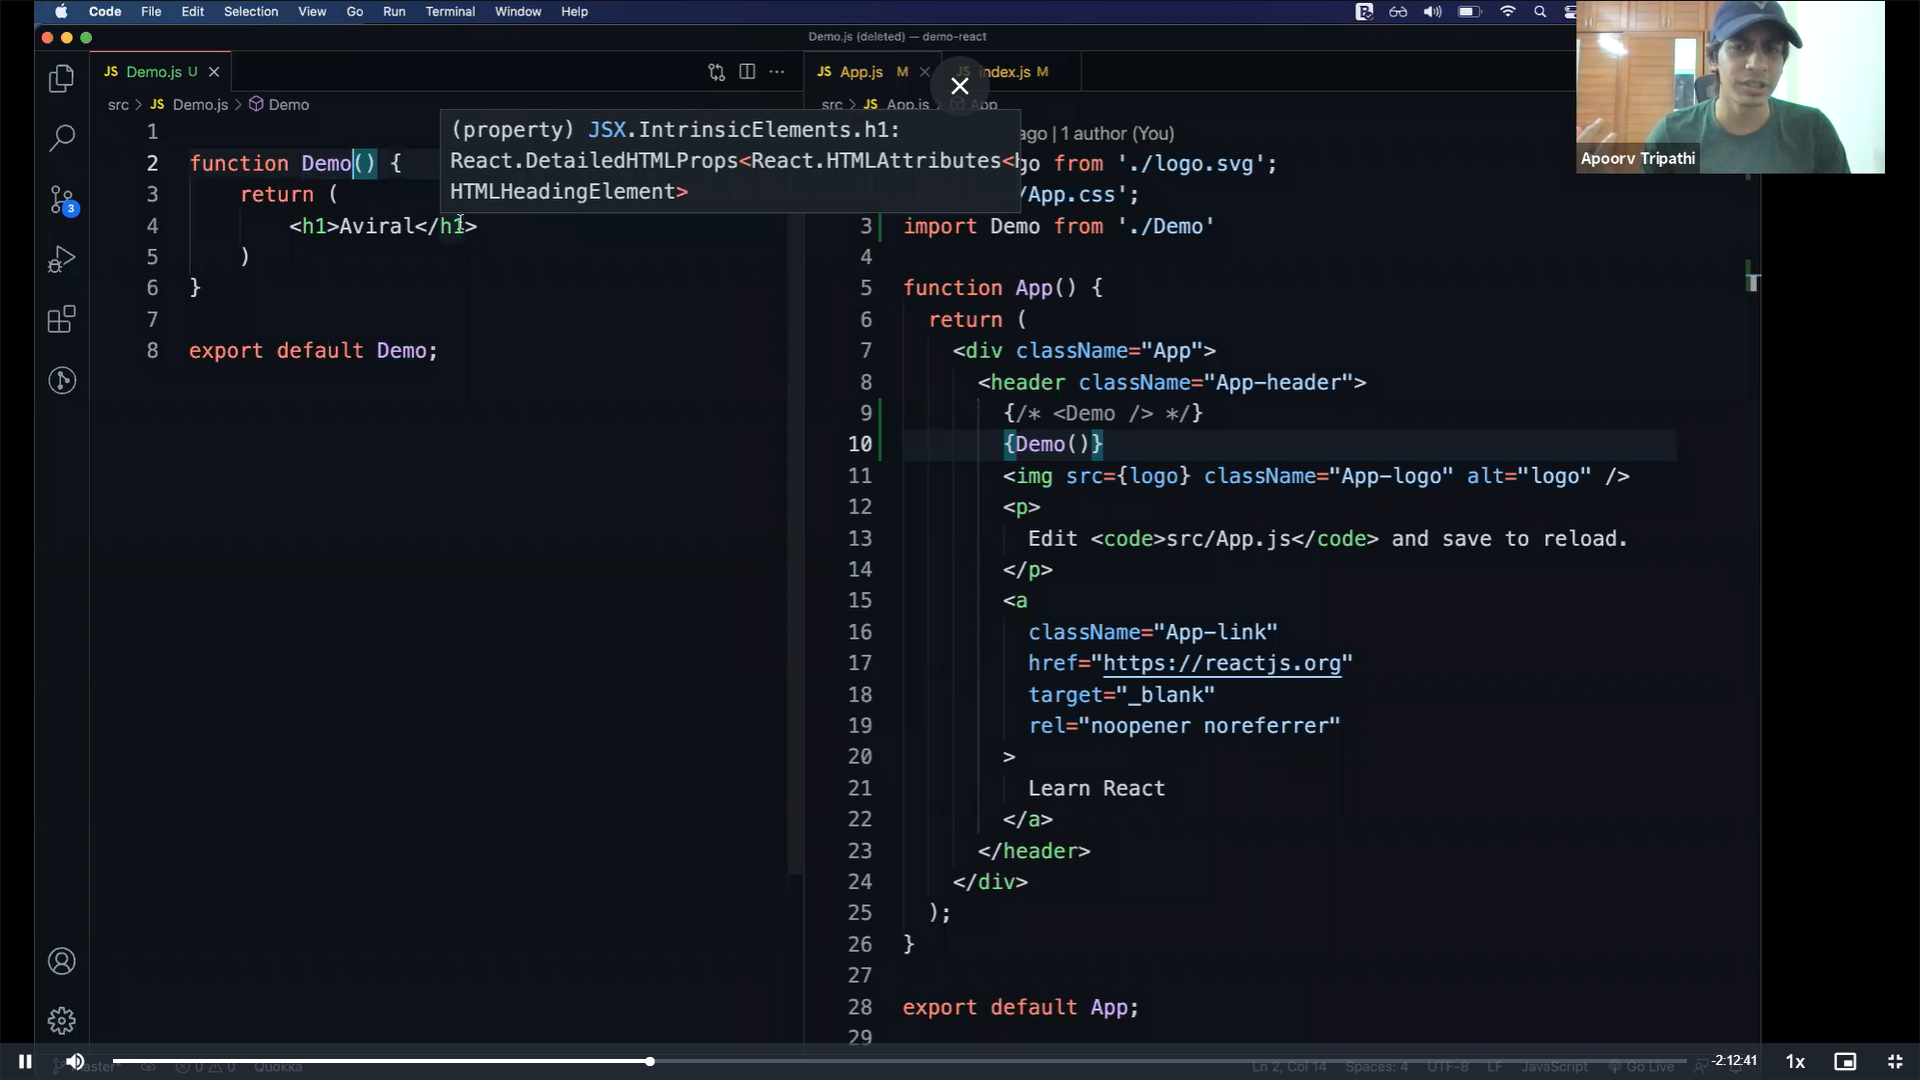 Code File Edit Selection View Go Run Terminal Window Help
Demo.js (deleted) — demo-react
JS Demo.js U
src > JS Demo.js > Demo
1
2 function Demo() {
3 return (
4 <h1>Aviral</h1>
5 )
6 }
7
8 export default Demo;
(property) JSX.IntrinsicElements.h1:
React.DetailedHTMLProps<React.HTMLAttributes<
HTMLHeadingElement>
3
JS App.js M index.js M
src > JS App.js > App
ago | 1 author (You)
go from './logo.svg';
/App.css';
3 import Demo from './Demo'
4
5 function App() {
6 return (
7 <div className="App">
8 <header className="App-header">
9 {/* <Demo /> */}
10 {Demo()}
11 <img src={logo} className="App-logo" alt="logo" />
12 <p>
13 Edit <code>src/App.js</code> and save to reload.
14 </p>
15 <a
16 className="App-link"
17 href="https://reactjs.org"
18 target="_blank"
19 rel="noopener noreferrer"
20 >
21 Learn React
22 </a>
23 </header>
24 </div>
25 );
26 }
27
28 export default App;
29
Apoorv Tripathi
master* 0 0 Quokka Ln 2, Col 14 Spaces: 4 UTF-8 LF JavaScript Go Live
-2:12:41 1x